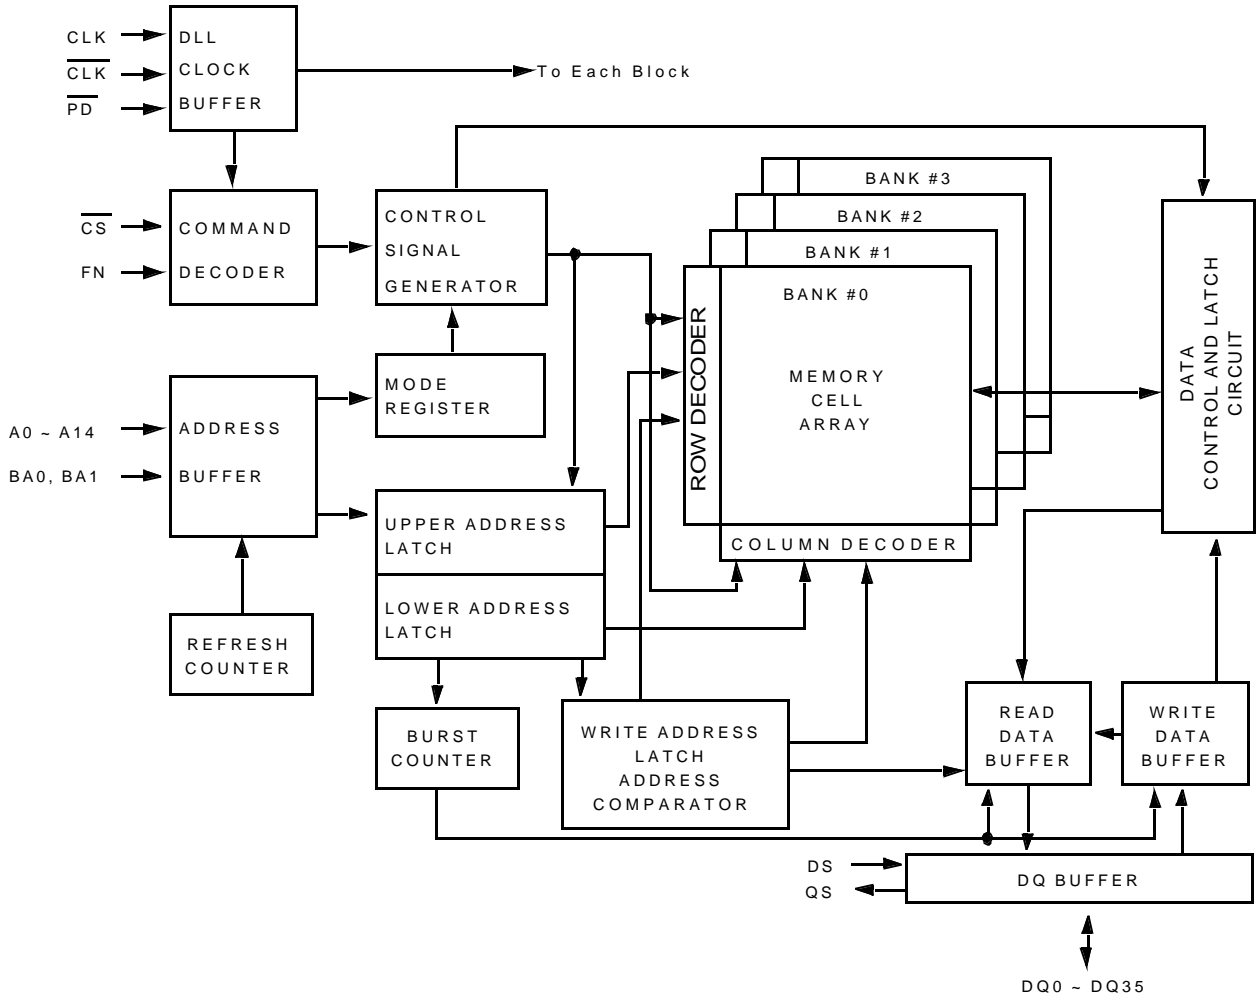 CLK
CLK
PD
DLL
CLOCK
BUFFER
To Each Block
CS
FN
COMMAND
DECODER
CONTROL
SIGNAL
GENERATOR
MODE
REGISTER
A0 ~ A14
BA0, BA1
ADDRESS
BUFFER
REFRESH
COUNTER
UPPER ADDRESS
LATCH
LOWER ADDRESS
LATCH
BURST
COUNTER
WRITE ADDRESS
LATCH
ADDRESS
COMPARATOR
BANK #3
BANK #2
BANK #1
BANK #0
MEMORY
CELL
ARRAY
ROW DECODER
COLUMN DECODER
DATA
CONTROL AND LATCH
CIRCUIT
READ
DATA
BUFFER
WRITE
DATA
BUFFER
DS
QS
DQ BUFFER
DQ0 ~ DQ35